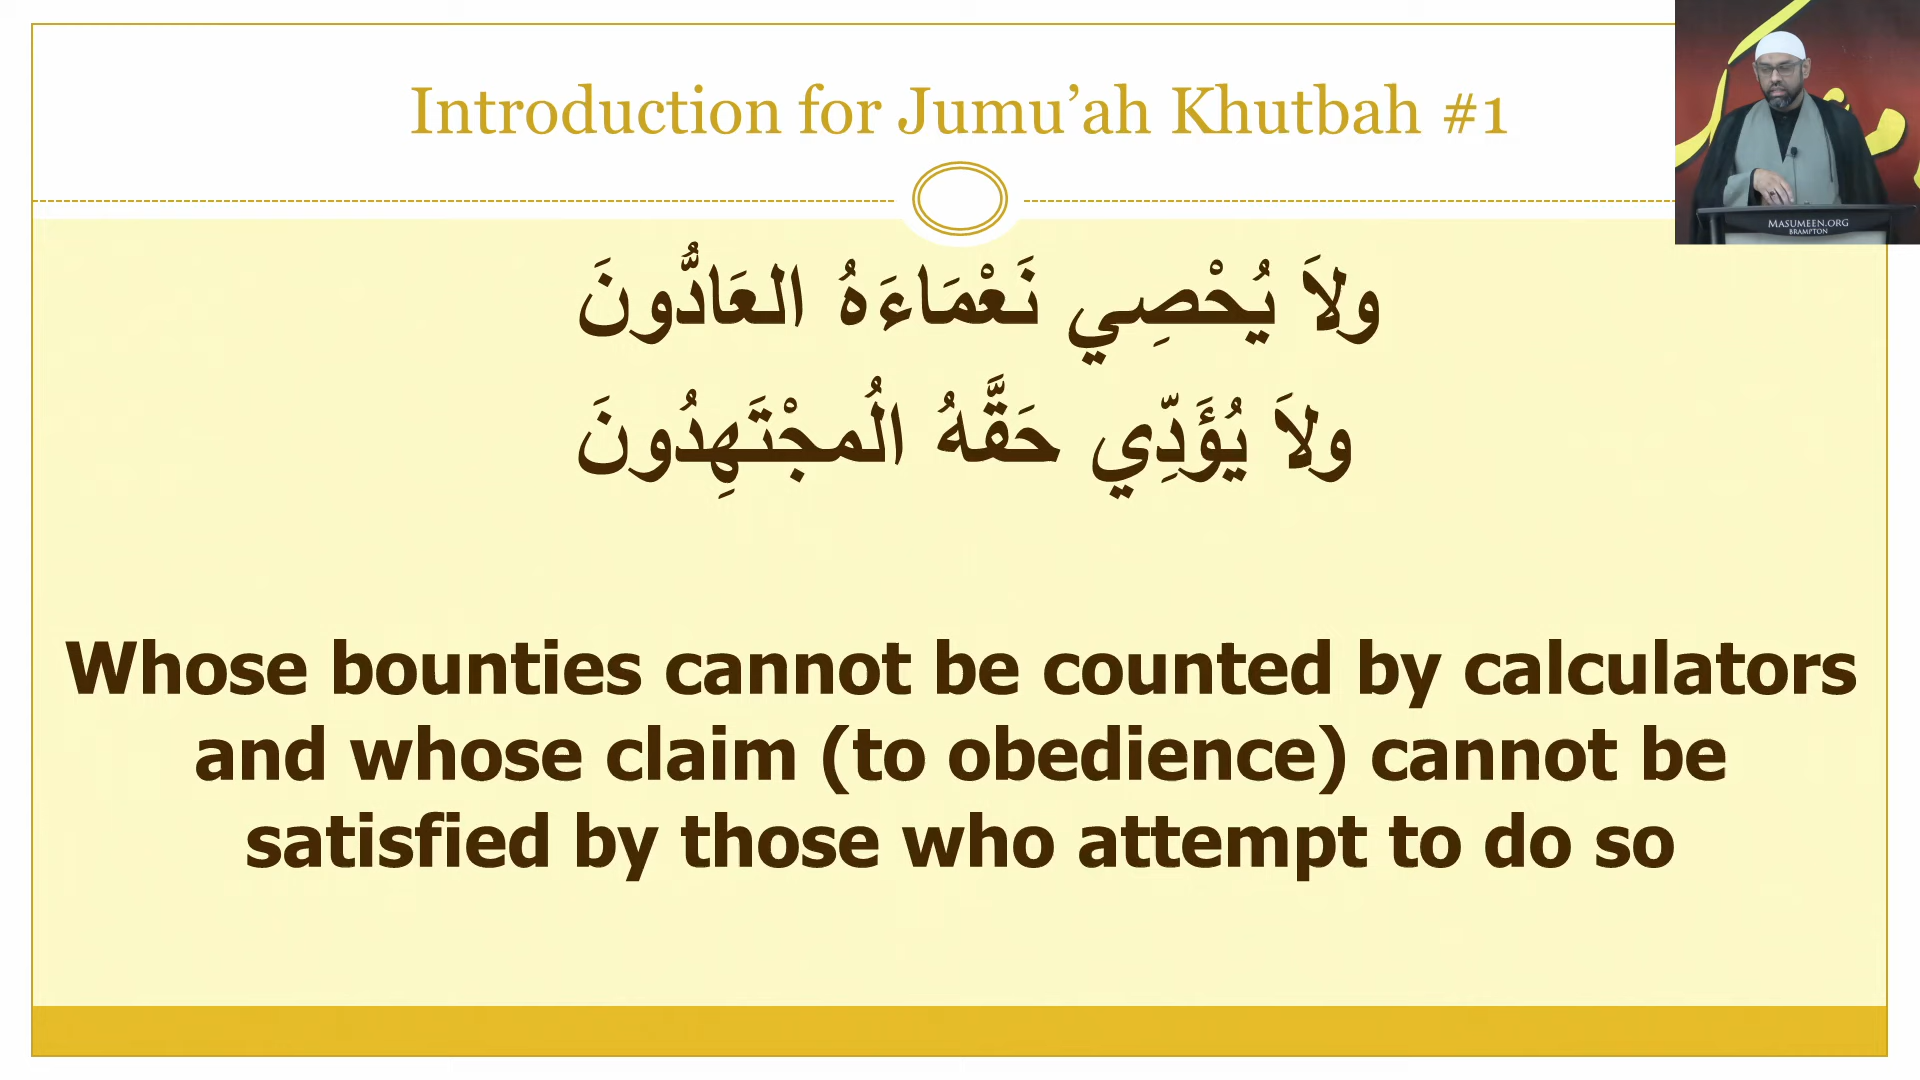 Introduction for Jumu’ah Khutbah #1
MASUMEEN.ORG
BRAMPTON
ولاَ يُحْصِي نَعْمَاءَهُ العَادُّونَ
ولاَ يُؤَدِّي حَقَّهُ الُمجْتَهِدُونَ
Whose bounties cannot be counted by calculators
and whose claim (to obedience) cannot be
satisfied by those who attempt to do so